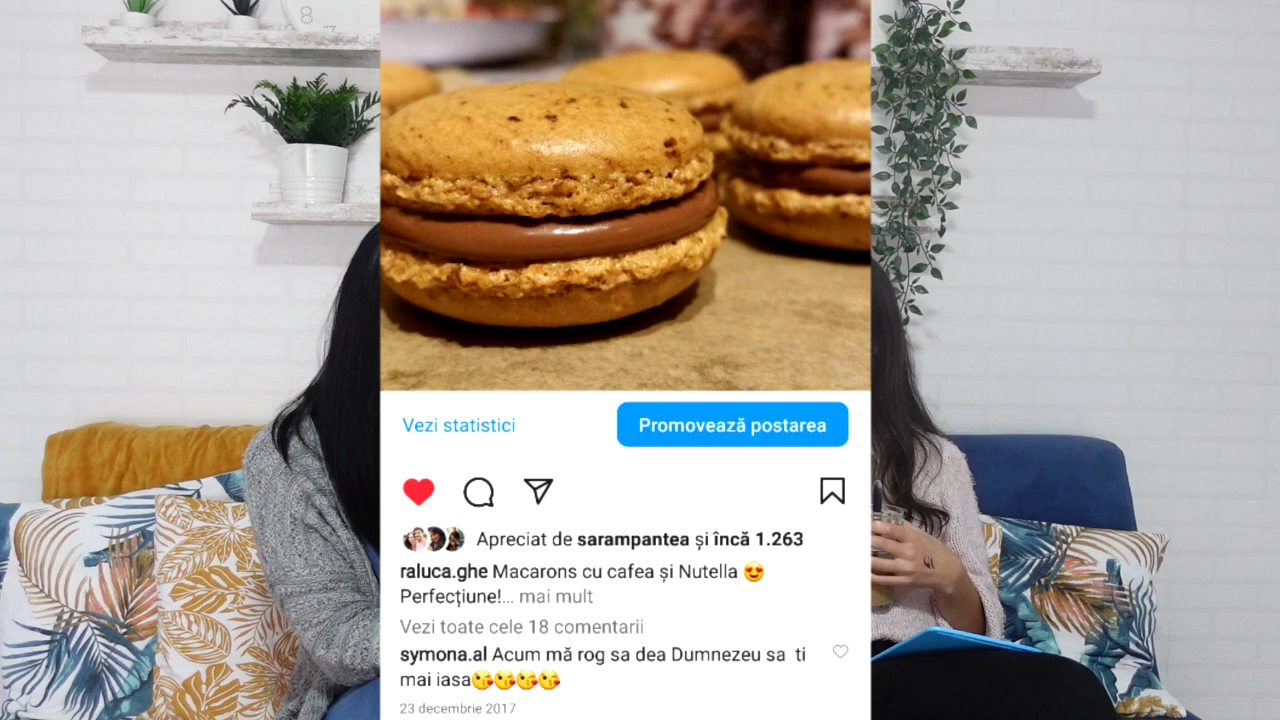 8
Vezi statistici
Promovează postarea
Apreciat de sarampantea și încă 1.263
raluca.ghe Macarons cu cafea și Nutella 😍
Perfecțiune!... mai mult
Vezi toate cele 18 comentarii
symona.al Acum mă rog sa dea Dumnezeu sa ti
mai iasa😘😘😘😘
23 decembrie 2017